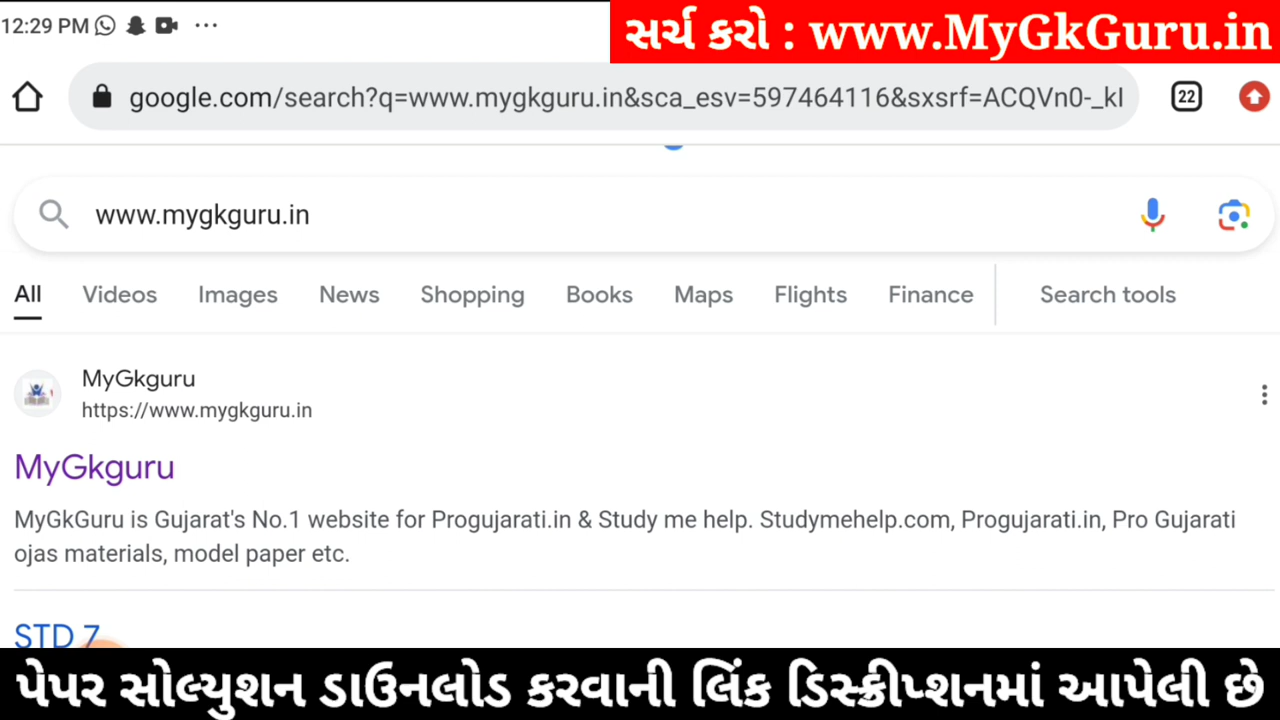 12:29 PM
સર્ચ કરો : www.MyGkGuru.in
google.com/search?q=www.mygkguru.in&sca_esv=597464116&sxsrf=ACQVn0-_kI
22
www.mygkguru.in
All Videos Images News Shopping Books Maps Flights Finance Search tools
MyGkguru
https://www.mygkguru.in
MyGkguru
MyGkGuru is Gujarat's No.1 website for Progujarati.in & Study me help. Studymehelp.com, Progujarati.in, Pro Gujarati
ojas materials, model paper etc.
STD 7
પેપર સોલ્યુશન ડાઉનલોડ કરવાની લિંક ડિસ્ક્રીપ્શનમાં આપેલી છે